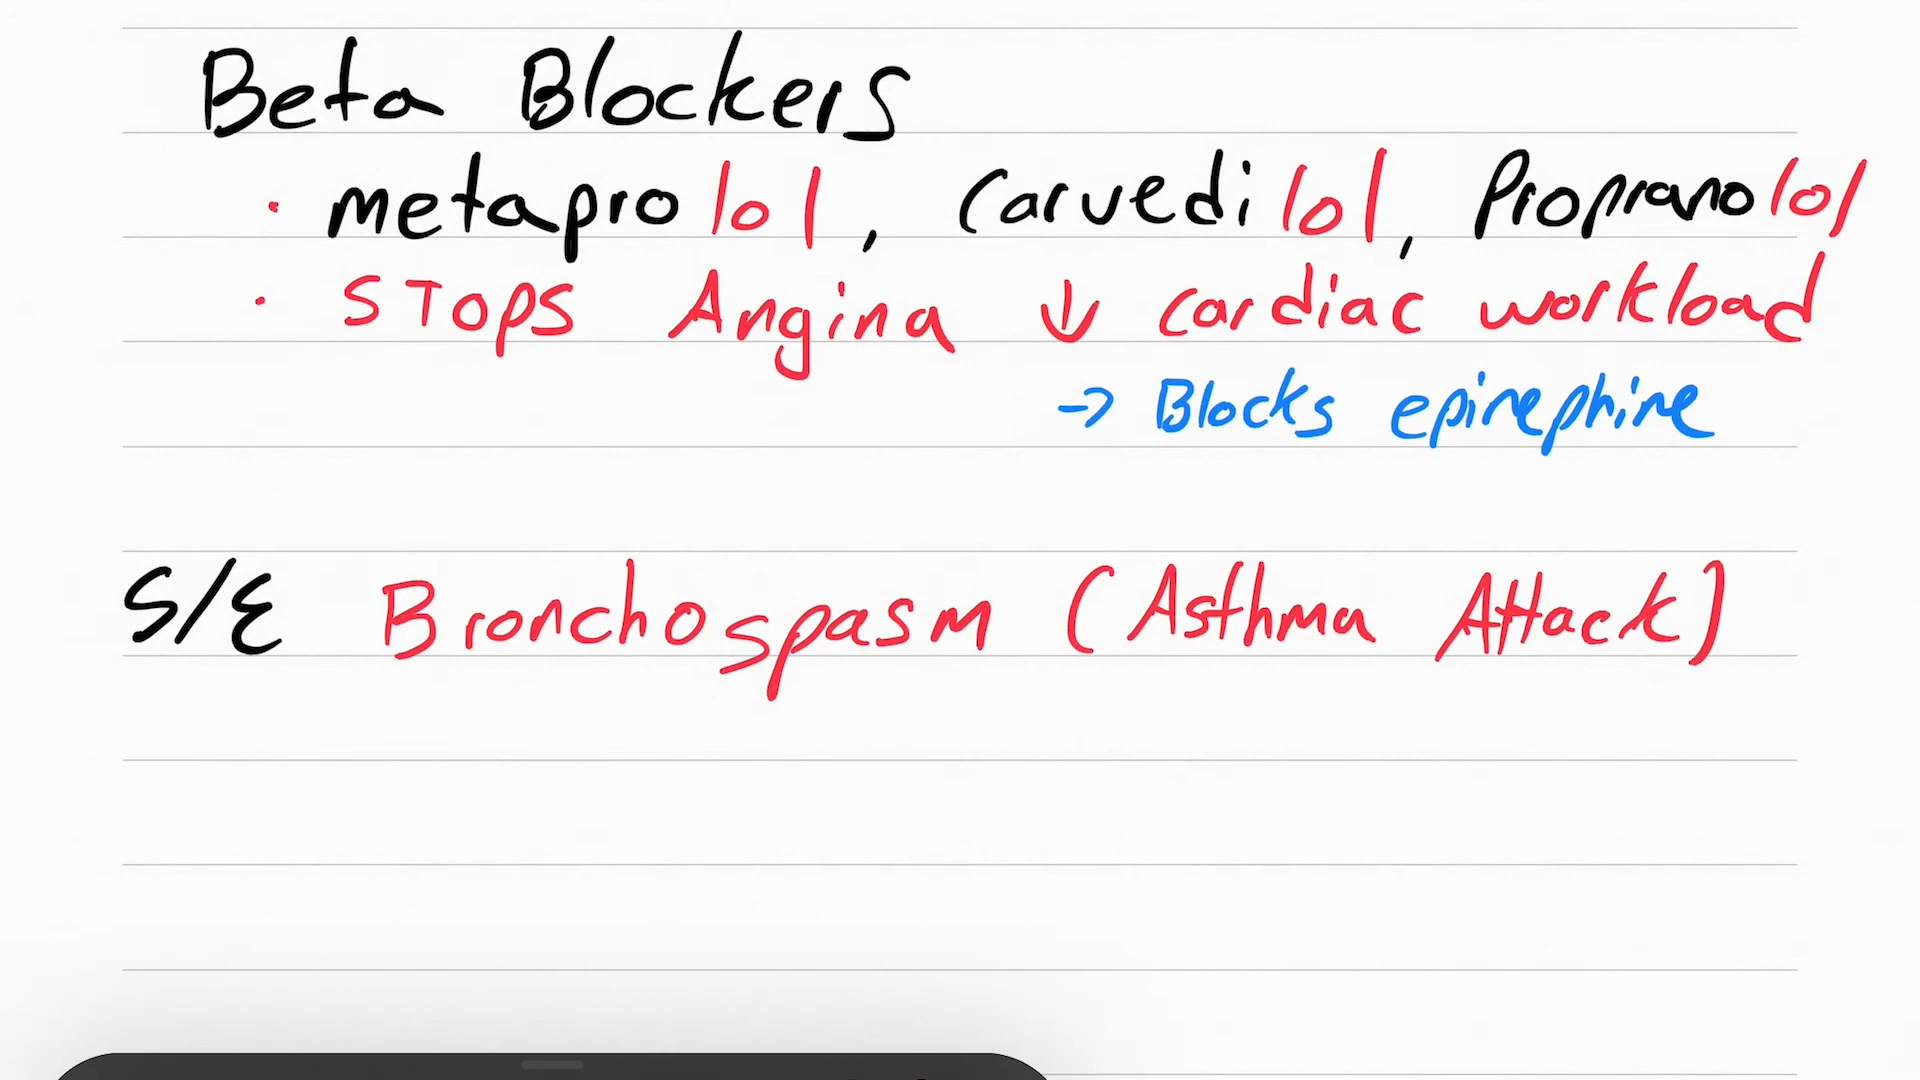 Beta Blockers
· metaprolol, Carvedilol, Propranolol
· STOPS Angina ↓ cardiac workload
→ Blocks epinephine
S/E Bronchospasm (Asthma Attack)